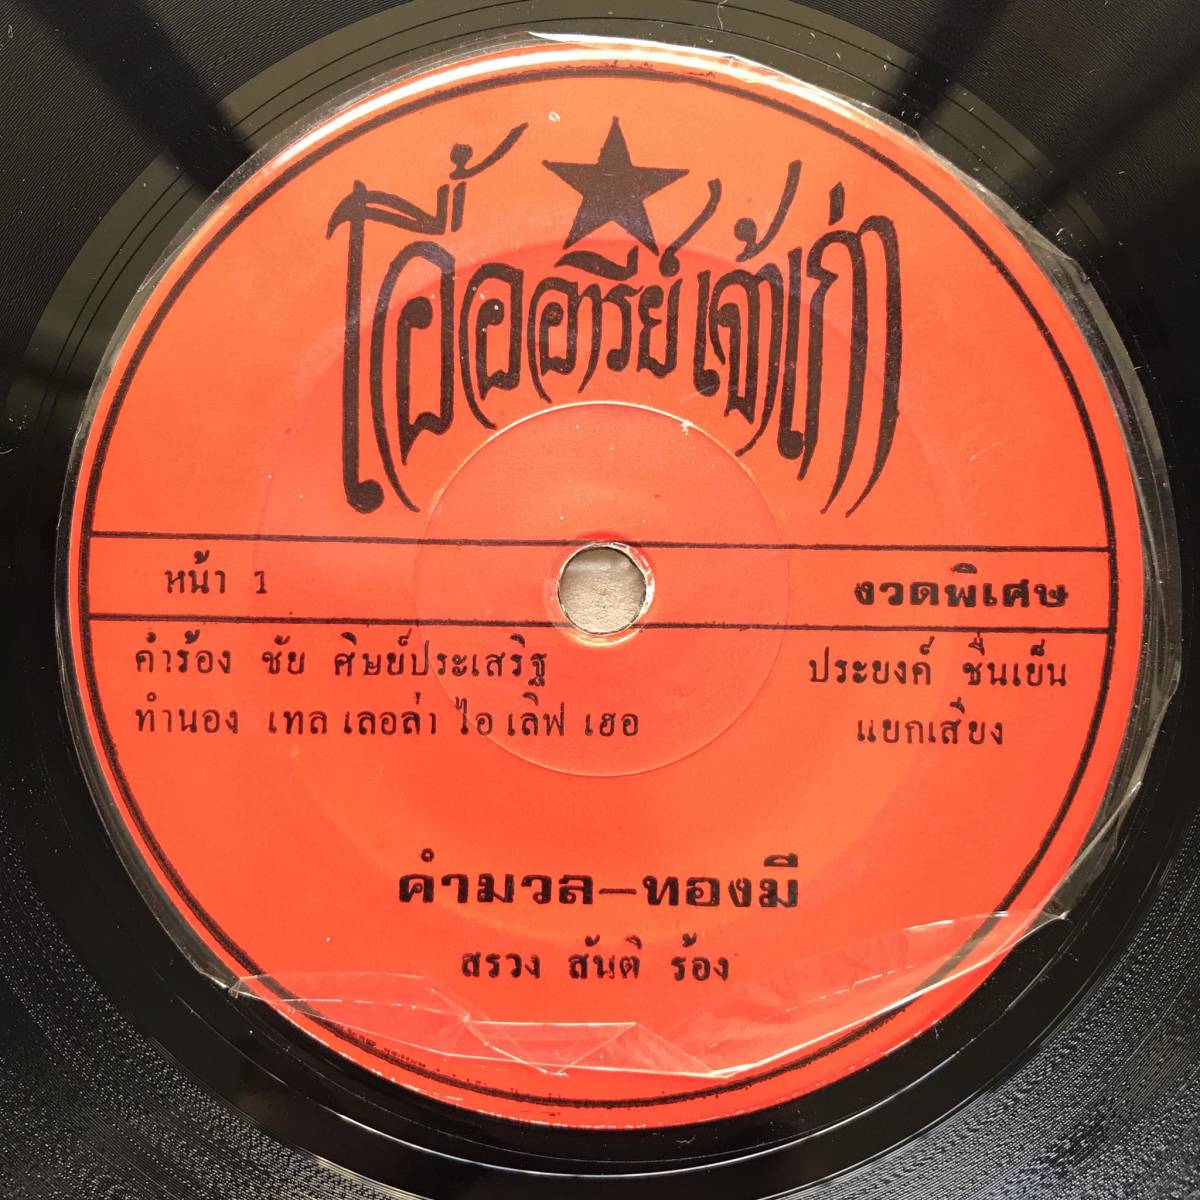 โอ้ออารีย์เจ้าเก่า
หน้า 1
งวดพิเศษ
คำร้อง ชัย ศิษย์ประเสริฐ
ทำนอง เทล เลอล่า ไอ เลิฟ เฮอ
ประยงค์ ชื่นเย็น
แยกเสียง
คำมวล-ทองมี
สรวง สันติ ร้อง